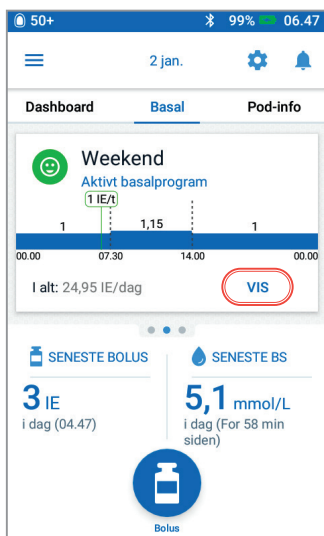 50+ 99% 06.47
2 jan.
Dashboard Basal Pod-info
Weekend
Aktivt basalprogram
1 IE/t
1 1,15 1
00.00 07.30 14.00 00.00
I alt: 24,95 IE/dag VIS
SENESTE BOLUS SENESTE BS
3 IE 5,1 mmol/L
i dag (04.47) i dag (For 58 min
siden)
Bolus